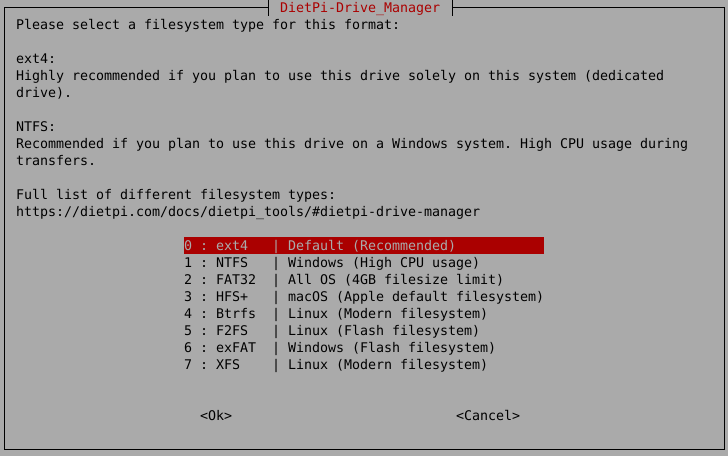 DietPi-Drive_Manager
Please select a filesystem type for this format:
ext4:
Highly recommended if you plan to use this drive solely on this system (dedicated
drive).
NTFS:
Recommended if you plan to use this drive on a Windows system. High CPU usage during
transfers.
Full list of different filesystem types:
https://dietpi.com/docs/dietpi_tools/#dietpi-drive-manager
0 : ext4 | Default (Recommended)
1 : NTFS | Windows (High CPU usage)
2 : FAT32 | All OS (4GB filesize limit)
3 : HFS+ | macOS (Apple default filesystem)
4 : Btrfs | Linux (Modern filesystem)
5 : F2FS | Linux (Flash filesystem)
6 : exFAT | Windows (Flash filesystem)
7 : XFS | Linux (Modern filesystem)
<Ok> <Cancel>